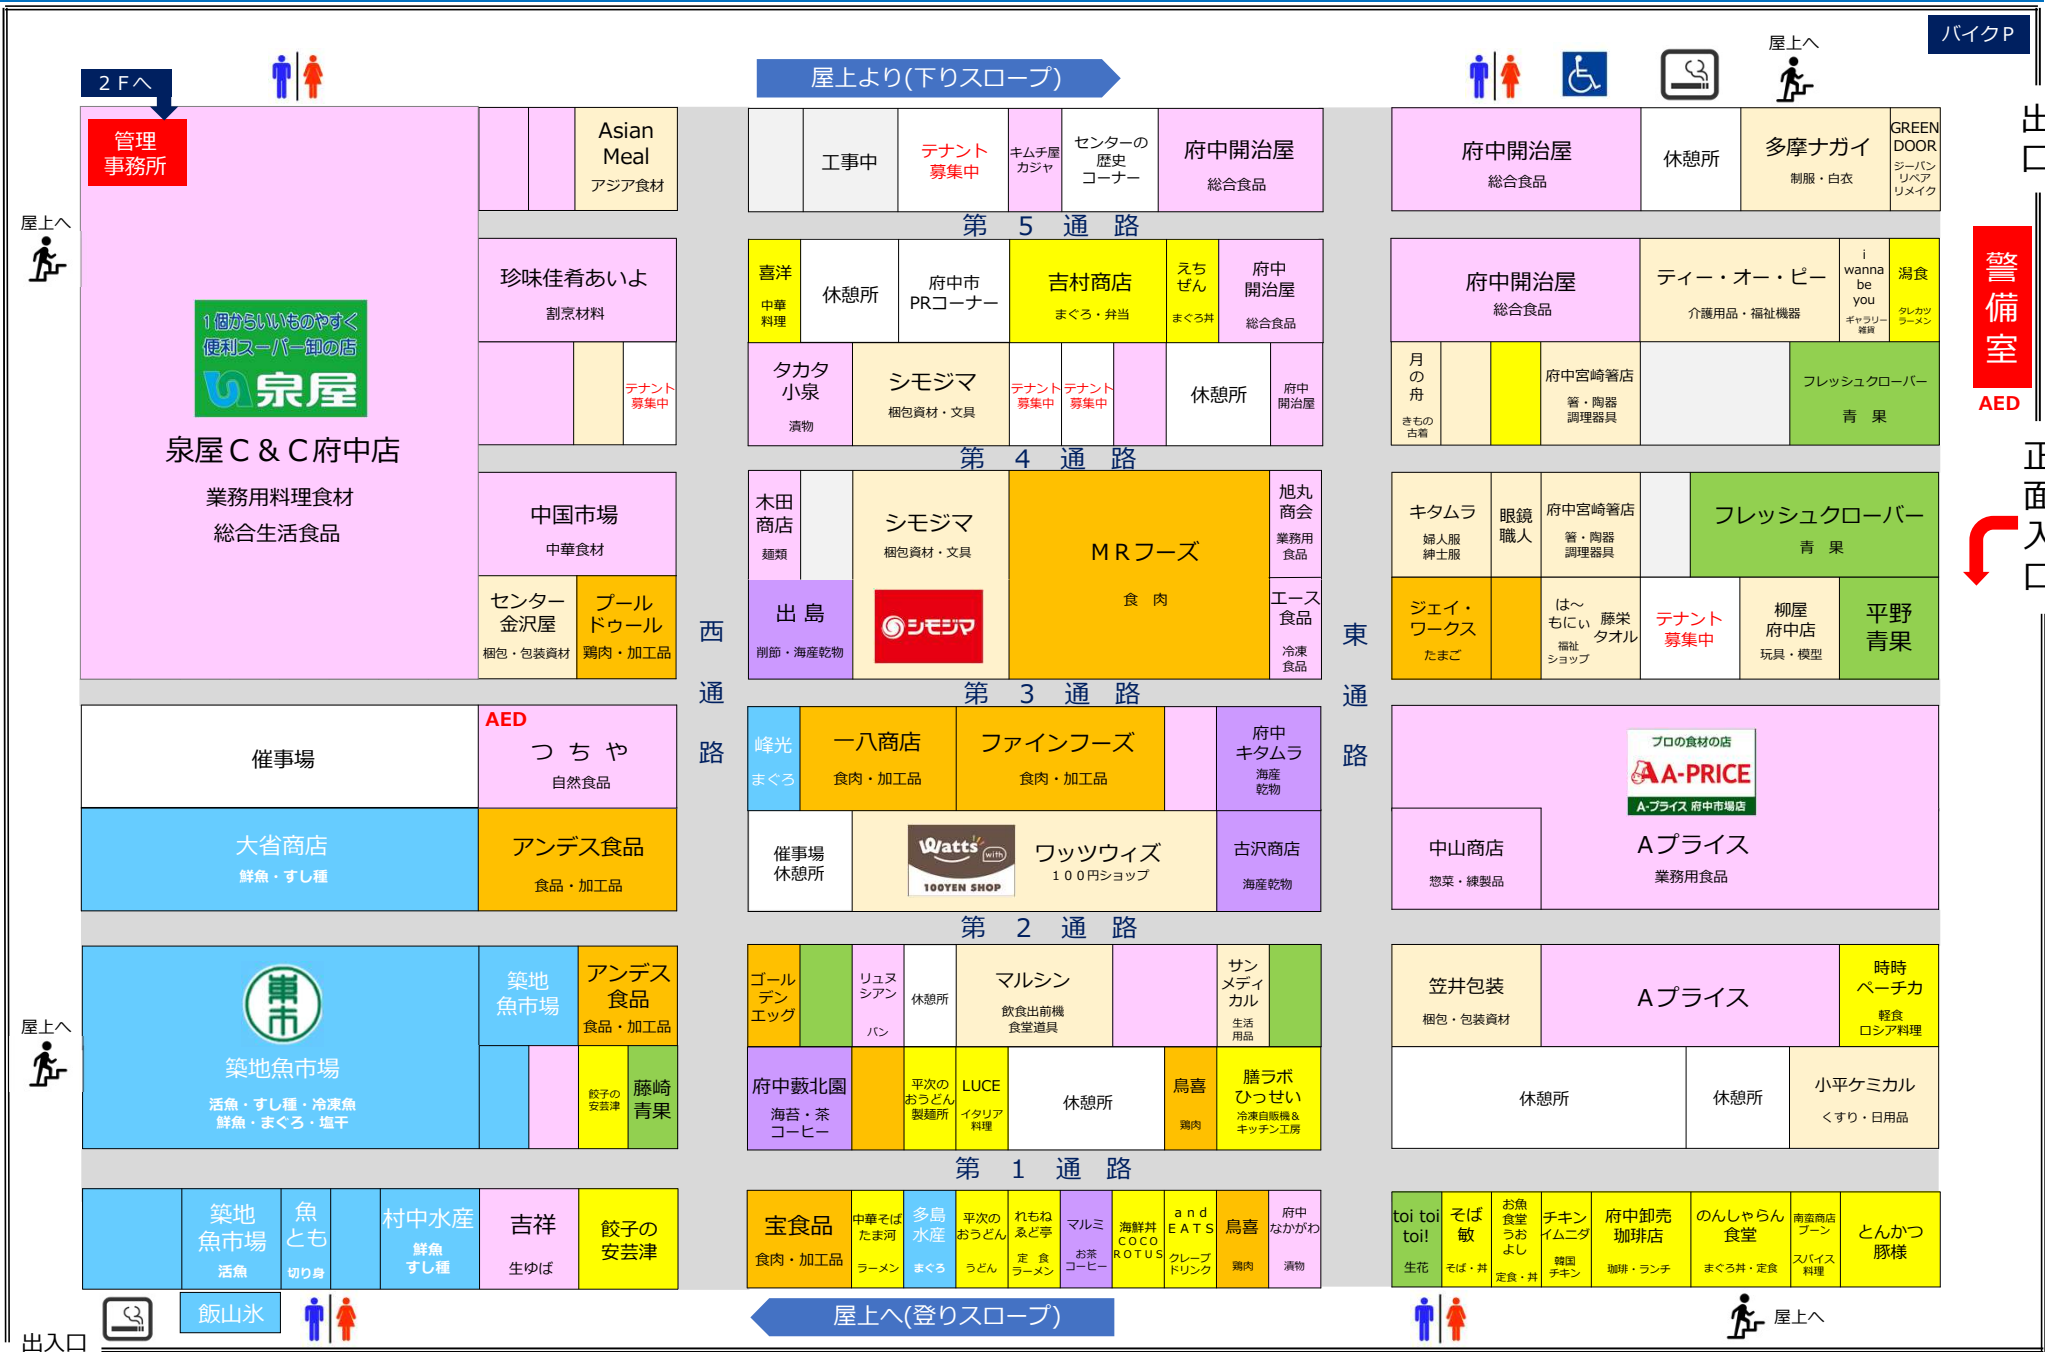 バイクP
2Fへ
屋上より(下りスロープ)
屋上へ
出口
管理
事務所
Asian
Meal
アジア食材
工事中
テナント
募集中
キムチ屋
カジヤ
センターの
歴史
コーナー
府中開治屋
総合食品
府中開治屋
総合食品
休憩所
多摩ナガイ
制服・白衣
GREEN
DOOR
ジーパン
リペア
リメイク
第5通路
屋上へ
珍味佳肴あいよ
割烹材料
喜洋
中華
料理
休憩所
府中市
PRコーナー
吉村商店
まぐろ・弁当
えち
ぜん
まぐろ丼
府中
開治屋
総合食品
府中開治屋
総合食品
ティー・オー・ピー
介護用品・福祉機器
i
wanna
be
you
ギャラリー
雑貨
潟食
タレカツ
ラーメン
警備室
AED
1個からいいものやすく
便利スーパー卸の店
泉屋
泉屋C&C府中店
業務用料理食材
総合生活食品
テナント
募集中
タカタ
小泉
漬物
シモジマ
梱包資材・文具
テナント
募集中
テナント
募集中
休憩所
府中
開治屋
月の舟
きもの
古着
府中宮崎箸店
箸・陶器
調理器具
フレッシュクローバー
青果
第4通路
正面入口
中国市場
中華食材
木田
商店
麺類
シモジマ
梱包資材・文具
シモジマ
MRフーズ
食肉
旭丸
商会
業務用
食品
キタムラ
婦人服
紳士服
眼鏡
職人
府中宮崎箸店
箸・陶器
調理器具
フレッシュクローバー
青果
センター
金沢屋
梱包・包装資材
プール
ドゥール
鶏肉・加工品
西通路
出島
削節・海産乾物
エース
食品
冷凍
食品
東通路
ジェイ・
ワークス
たまご
は~
もにぃ
福祉
ショップ
藤栄
タオル
テナント
募集中
柳屋
府中店
玩具・模型
平野
青果
第3通路
催事場
AED
つちや
自然食品
峰光
まぐろ
一八商店
食肉・加工品
ファインフーズ
食肉・加工品
府中
キタムラ
海産
乾物
プロの食材の店
A-PRICE
A-プライス 府中市場店
Aプライス
業務用食品
大省商店
鮮魚・すし種
アンデス食品
食品・加工品
催事場
休憩所
Watts with
100YEN SHOP
ワッツウィズ
100円ショップ
古沢商店
海産乾物
中山商店
惣菜・練製品
第2通路
東市
築地魚市場
活魚・すし種・冷凍魚
鮮魚・まぐろ・塩干
築地
魚市場
アンデス
食品
食品・加工品
ゴール
デン
エッグ
リュヌ
シアン
パン
休憩所
マルシン
飲食出前機
食堂道具
サン
メディ
カル
生活
用品
笠井包装
梱包・包装資材
Aプライス
時時
ペーチカ
軽食
ロシア料理
屋上へ
餃子の
安芸津
藤崎
青果
府中藪北園
海苔・茶
コーヒー
平次の
おうどん
製麺所
LUCE
イタリア
料理
休憩所
鳥喜
鶏肉
膳ラボ
ひっせい
冷凍自販機&
キッチン工房
休憩所
休憩所
小平ケミカル
くすり・日用品
第1通路
築地
魚市場
活魚
魚
とも
切り身
村中水産
鮮魚
すし種
吉祥
生ゆば
餃子の
安芸津
宝食品
食肉・加工品
中華そば
たま河
ラーメン
多島
水産
まぐろ
平次の
おうどん
うどん
れもね
ゑど亭
定食
ラーメン
マルミ
お茶
コーヒー
海鮮丼
COCO
ROTUS
and
EATS
クレープ
ドリンク
鳥喜
鶏肉
府中
なかがわ
漬物
toi toi
toi!
生花
そば
敏
そば・丼
お魚
食堂
うお
よし
定食・丼
チキン
イムニダ
韓国
チキン
府中卸売
珈琲店
珈琲・ランチ
のんしゃらん
食堂
まぐろ丼・定食
南蛮商店
ブーン
スパイス
料理
とんかつ
豚様
飯山氷
屋上へ(登りスロープ)
屋上へ
出入口